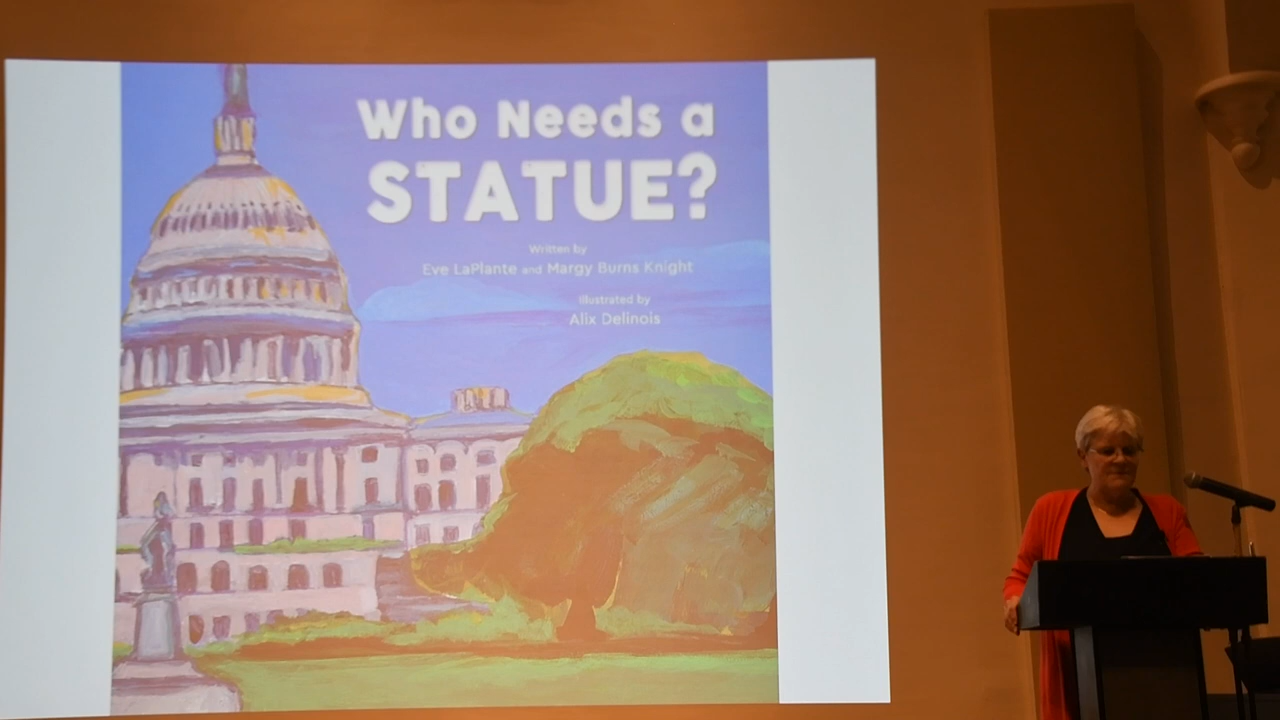 Who Needs a
STATUE?
Written by
Eve LaPlante and Margy Burns Knight
Illustrated by
Alix Delinois